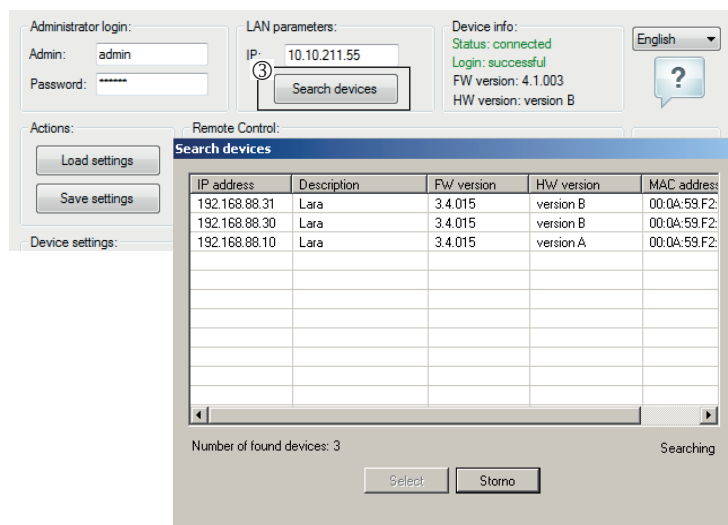 Administrator login:
Admin: admin
Password: ******
LAN parameters:
IP: 10.10.211.55
③
Search devices
Device info:
Status: connected
Login: successful
FW version: 4.1.003
HW version: version B
English
?
Actions:
Load settings
Save settings
Device settings:
Remote Control:
Search devices
IP address Description FW version HW version MAC address
192.168.88.31 Lara 3.4.015 version B 00:0A:59:F2:
192.168.88.30 Lara 3.4.015 version B 00:0A:59:F2:
192.168.88.10 Lara 3.4.015 version A 00:0A:59:F2:
Number of found devices: 3
Searching
Select Storno